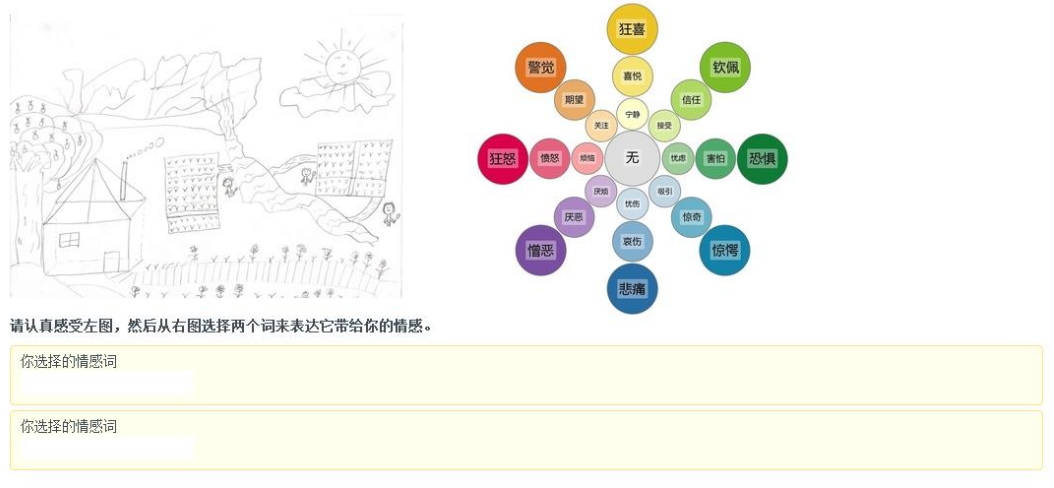 狂喜
警觉
钦佩
喜悦
期望
信任
宁静
关注
接受
狂怒
愤怒
烦恼
无
忧虑
害怕
恐惧
厌烦
吸引
忧伤
厌恶
惊奇
哀伤
憎恶
惊愕
悲痛
请认真感受左图，然后从右图选择两个词来表达它带给你的情感。
你选择的情感词
你选择的情感词